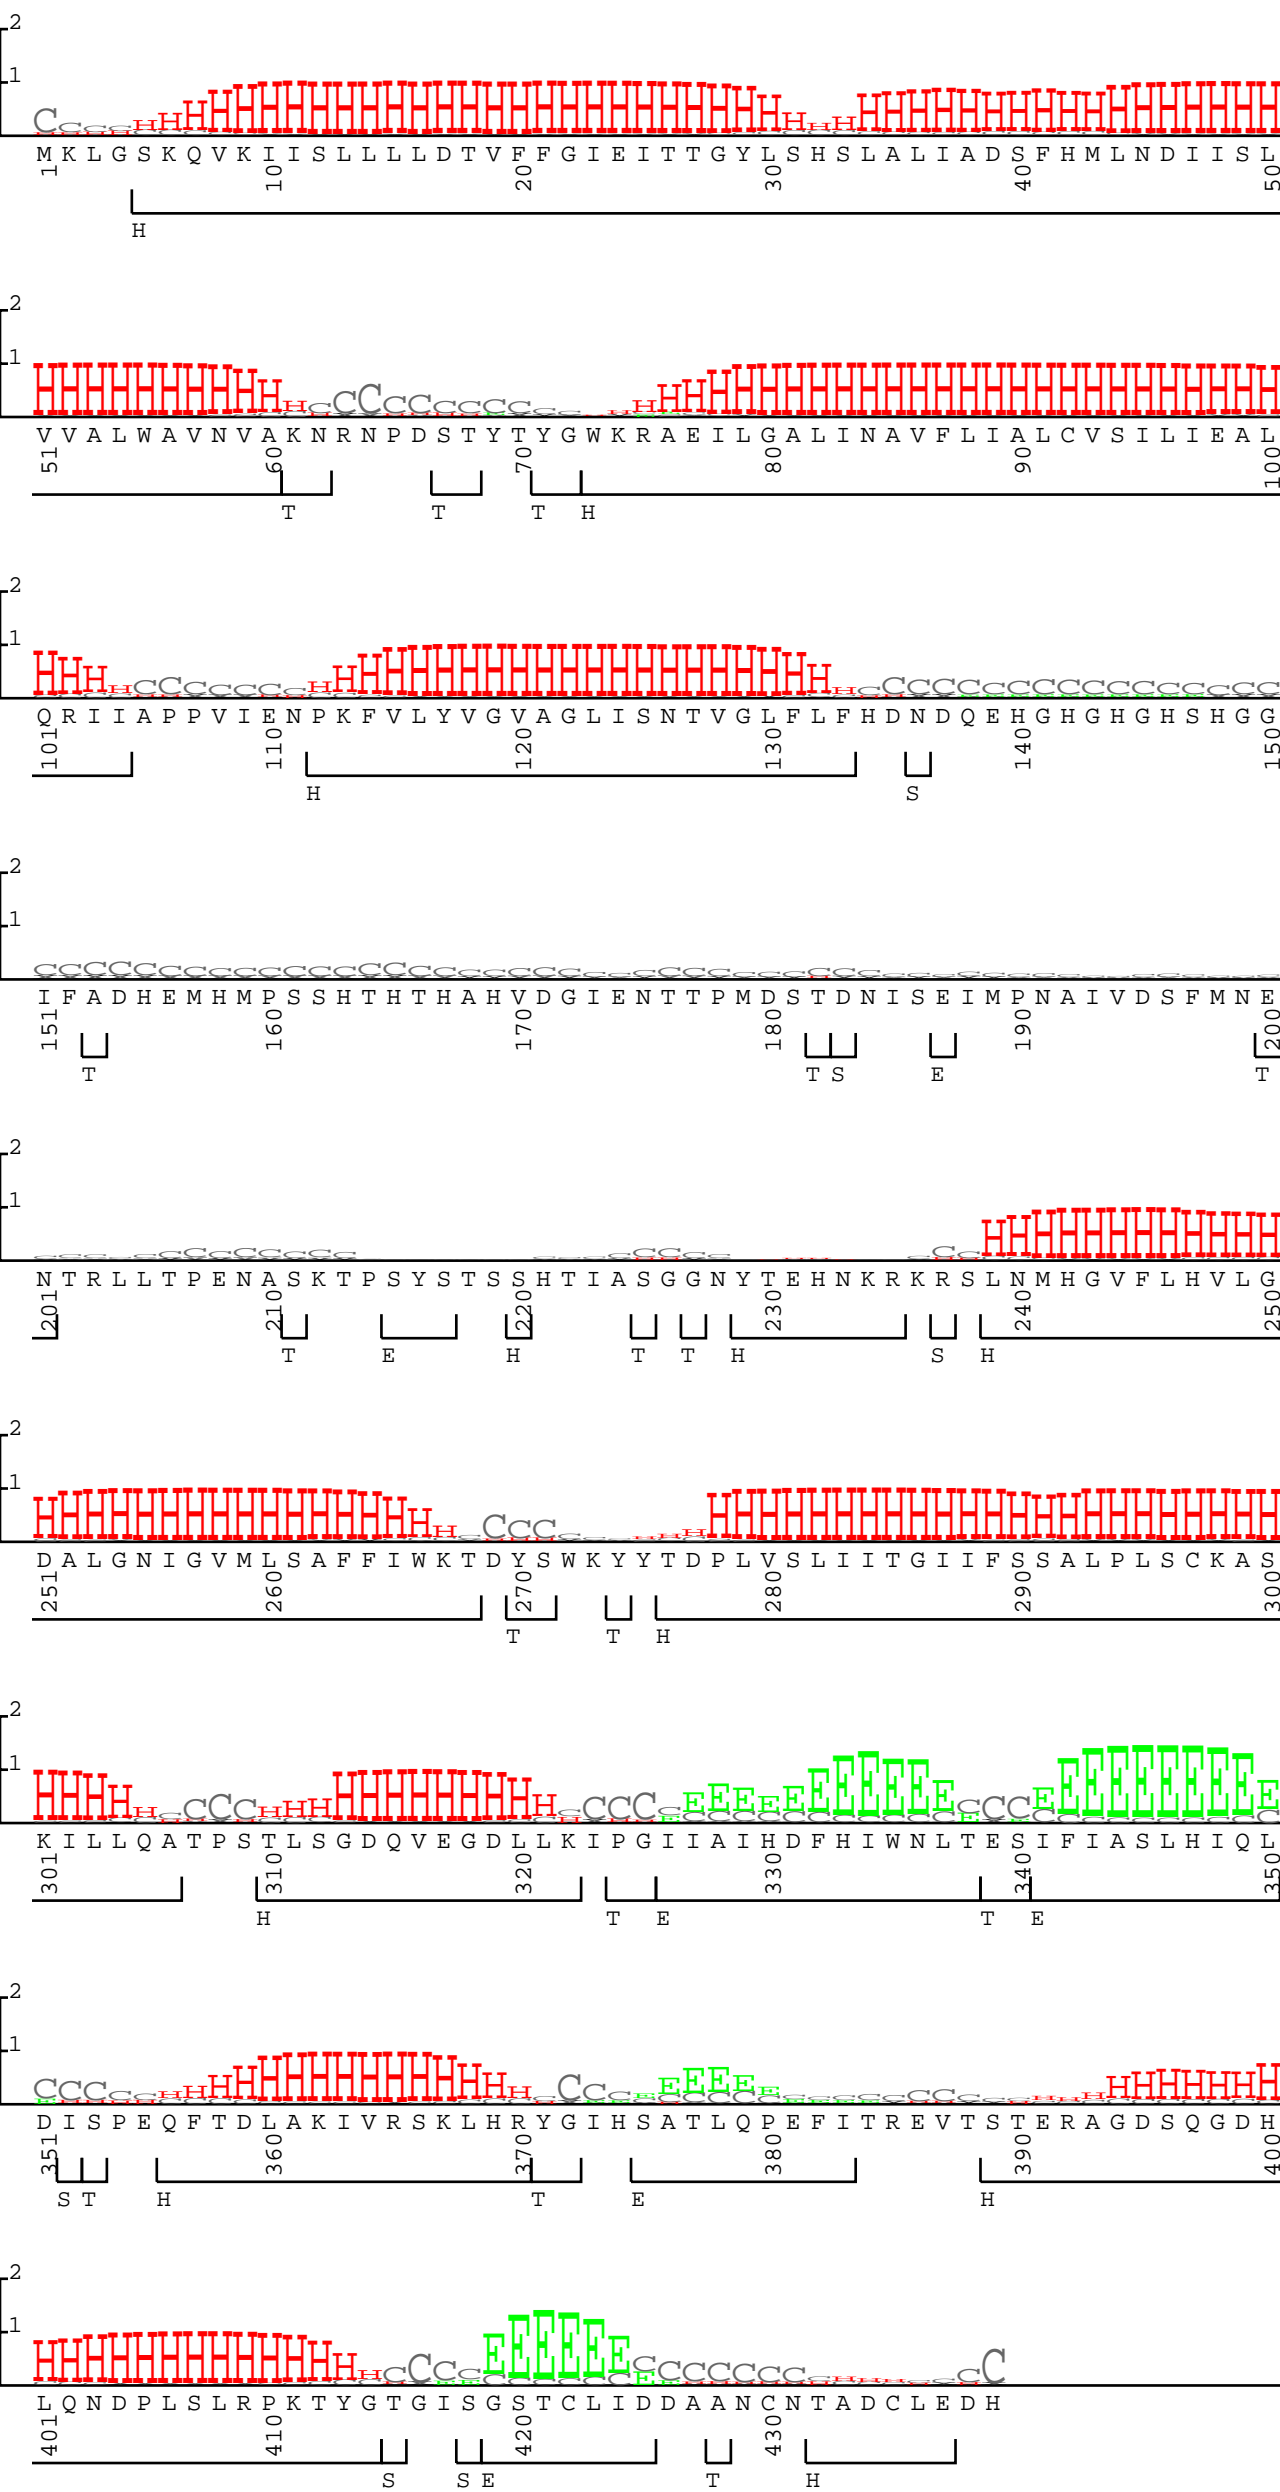 2
1
M K L G S K Q V K I I S L L L L D T V F F G I E I T T G Y L S H S L A L I A D S F H M L N D I I S L
1 10 20 30 40 50
H
2
1
V V A L W A V N V A K N R N P D S T Y T Y G W K R A E I L G A L I N A V F L I A L C V S I L I E A L
51 60 70 80 90 100
T T T H
2
1
Q R I I A P P V I E N P K F V L Y V G V A G L I S N T V G L F L F H D N D Q E H G H G H G H S H G G
101 110 120 130 140 150
H S
2
1
I F A D H E M H M P S S H T H T H A H V D G I E N T T P M D S T D N I S E I M P N A I V D S F M N E
151 160 170 180 190 200
T T S E T
2
1
N T R L L T P E N A S K T P S Y S T S S H T I A S G G N Y T E H N K R K R S L N M H G V F L H V L G
201 210 220 230 240 250
T E H T T H S H
2
1
D A L G N I G V M L S A F F I W K T D Y S W K Y Y T D P L V S L I I T G I I F S S A L P L S C K A S
251 260 270 280 290 300
T T H
2
1
K I L L Q A T P S T L S G D Q V E G D L L K I P G I I A I H D F H I W N L T E S I F I A S L H I Q L
301 310 320 330 340 350
H T E T E
2
1
D I S P E Q F T D L A K I V R S K L H R Y G I H S A T L Q P E F I T R E V T S T E R A G D S Q G D H
351 360 370 380 390 400
S T H T E H
2
1
L Q N D P L S L R P K T Y G T G I S G S T C L I D D A A N C N T A D C L E D H
401 410 420 430
S S E T H